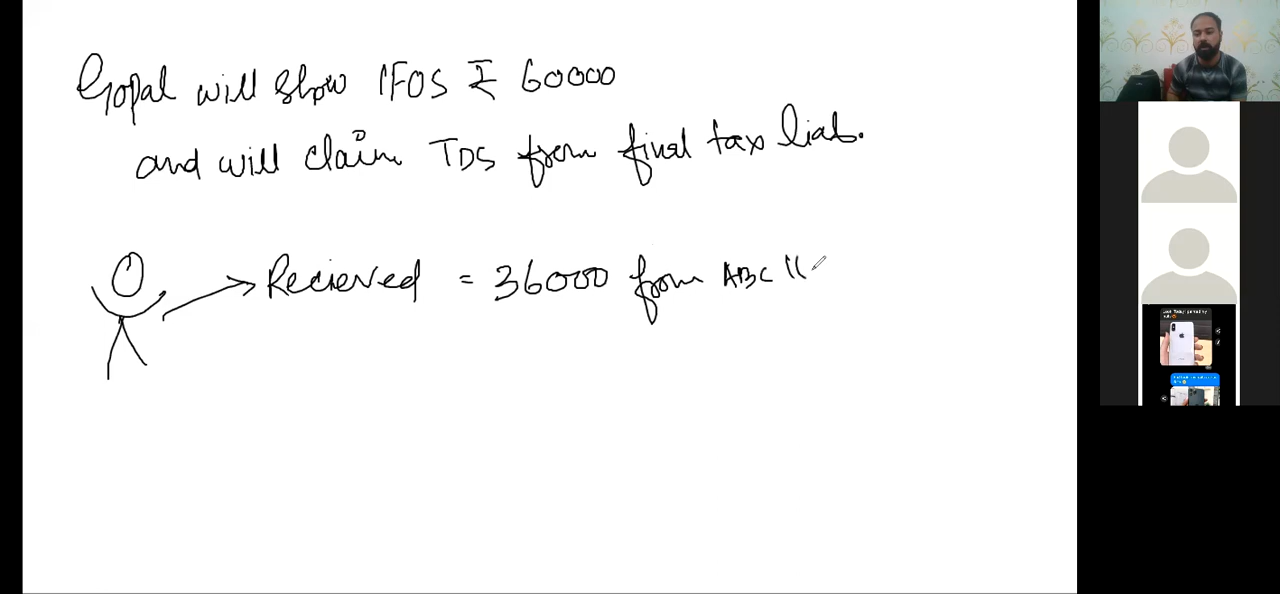 Gopal will show IFOS ₹ 60000
and will claim TDS from final tax liab.
Recieved = 36000 from ABC